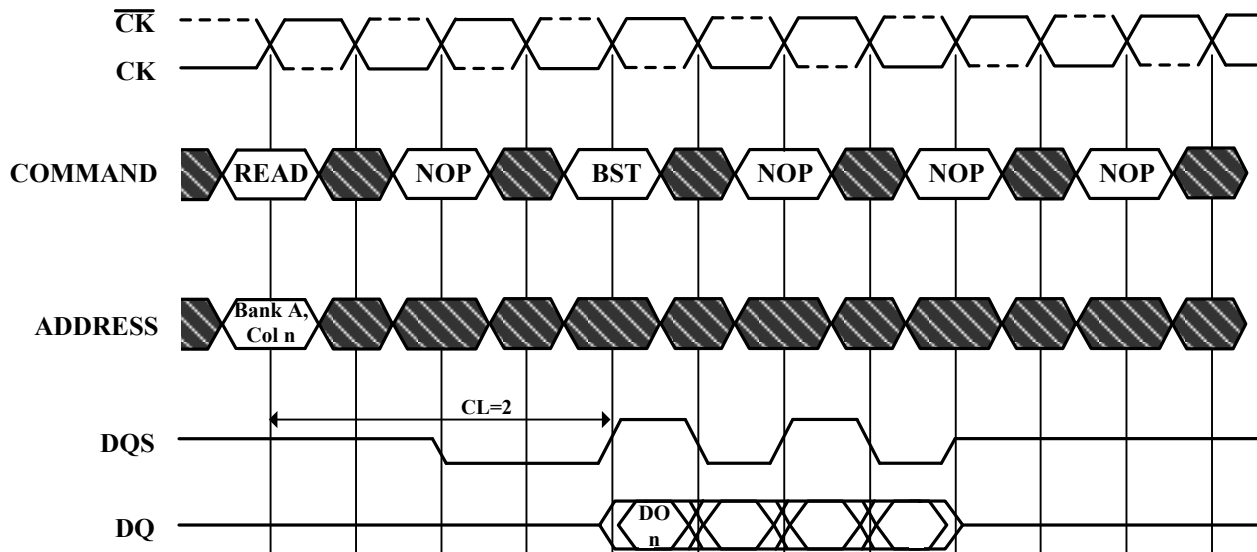 CK
CK
COMMAND READ NOP BST NOP NOP NOP
ADDRESS Bank A,
Col n
CL=2
DQS
DQ DO
n